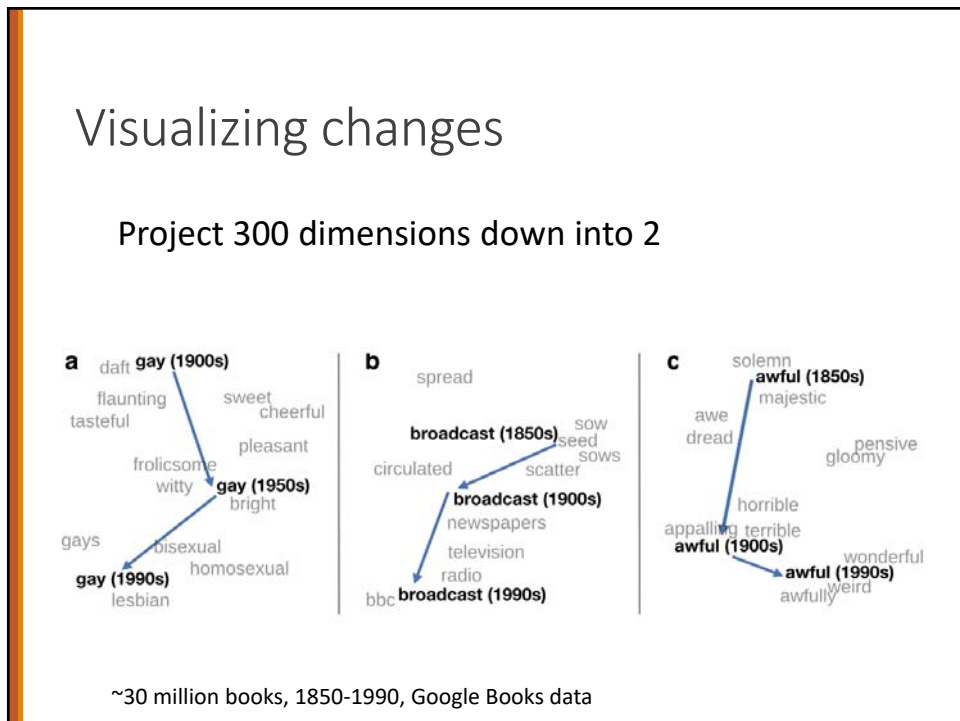 Visualizing changes
Project 300 dimensions down into 2
a
daft gay (1900s)
flaunting
sweet
tasteful
cheerful
pleasant
frolicsome
witty
gay (1950s)
bright
gays
bisexual
homosexual
gay (1990s)
lesbian
b
spread
sow
broadcast (1850s)
seed
sows
circulated
scatter
broadcast (1900s)
newspapers
television
radio
bbc broadcast (1990s)
c
solemn
awful (1850s)
majestic
awe
dread
pensive
gloomy
horrible
appalling terrible
awful (1900s)
wonderful
awful (1990s)
weird
awfully
~30 million books, 1850-1990, Google Books data